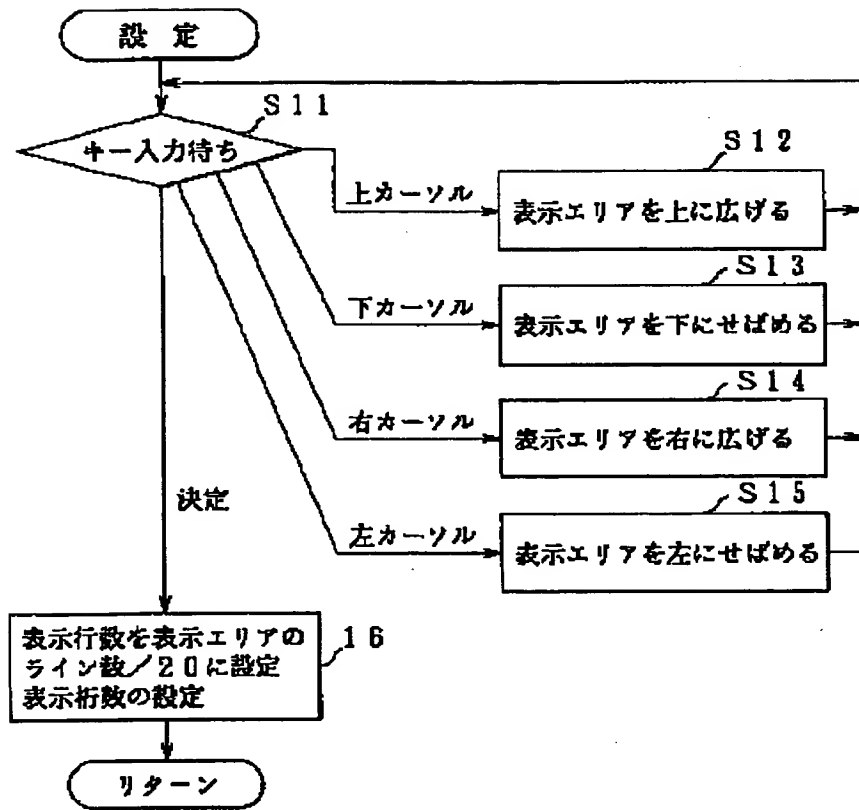 設 定
S11
キー入力待ち
S12
上カーソル
表示エリアを上に広げる
S13
下カーソル
表示エリアを下にせばめる
S14
右カーソル
表示エリアを右に広げる
S15
決定
左カーソル
表示エリアを左にせばめる
表示行数を表示エリアの
ライン数/20に設定
表示桁数の設定
16
リターン